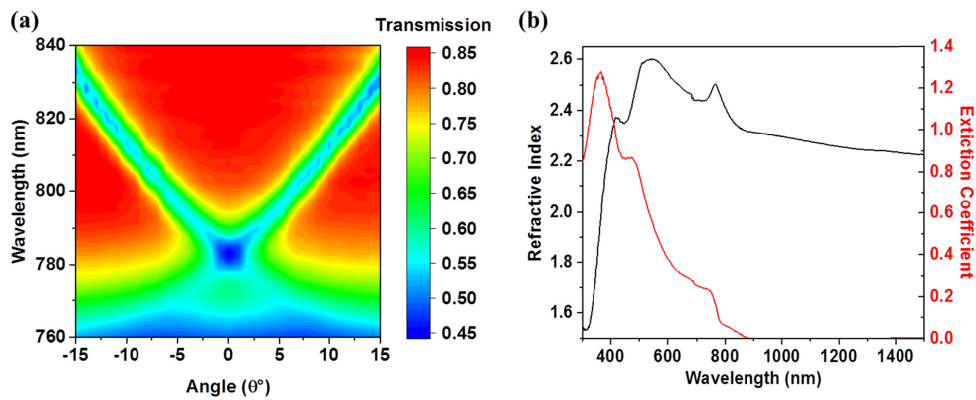 (a)
Transmission
840
820
800
780
760
Wavelength (nm)
-15 -10 -5 0 5 10 15
Angle (θ°)
0.85
0.80
0.75
0.70
0.65
0.60
0.55
0.50
0.45
(b)
2.6
2.4
2.2
2.0
1.8
1.6
Refractive Index
400 600 800 1000 1200 1400
Wavelength (nm)
1.4
1.2
1.0
0.8
0.6
0.4
0.2
0.0
Extiction Coefficient